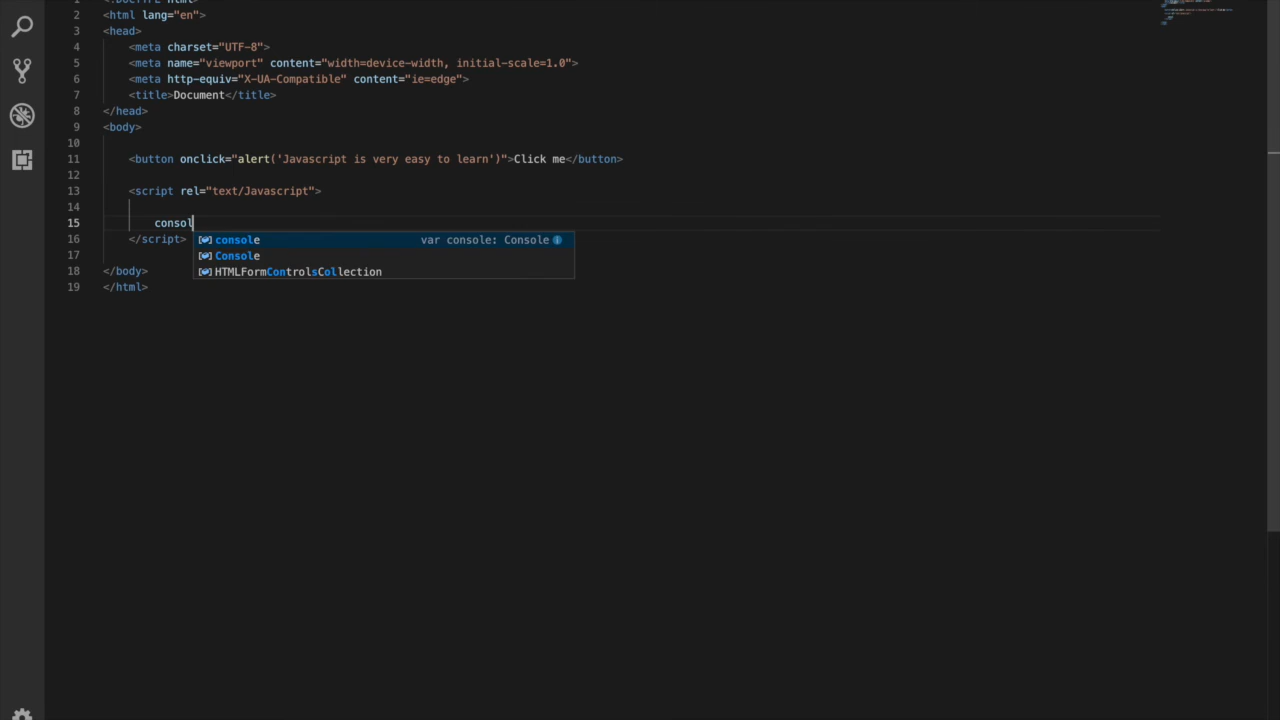 1 <!DOCTYPE html>
2 <html lang="en">
3 <head>
4 <meta charset="UTF-8">
5 <meta name="viewport" content="width=device-width, initial-scale=1.0">
6 <meta http-equiv="X-UA-Compatible" content="ie=edge">
7 <title>Document</title>
8 </head>
9 <body>
10
11 <button onclick="alert('Javascript is very easy to learn')">Click me</button>
12
13 <script rel="text/Javascript">
14
15 consol
console var console: Console
16 </script>
Console
17
HTMLFormControlsCollection
18 </body>
19 </html>